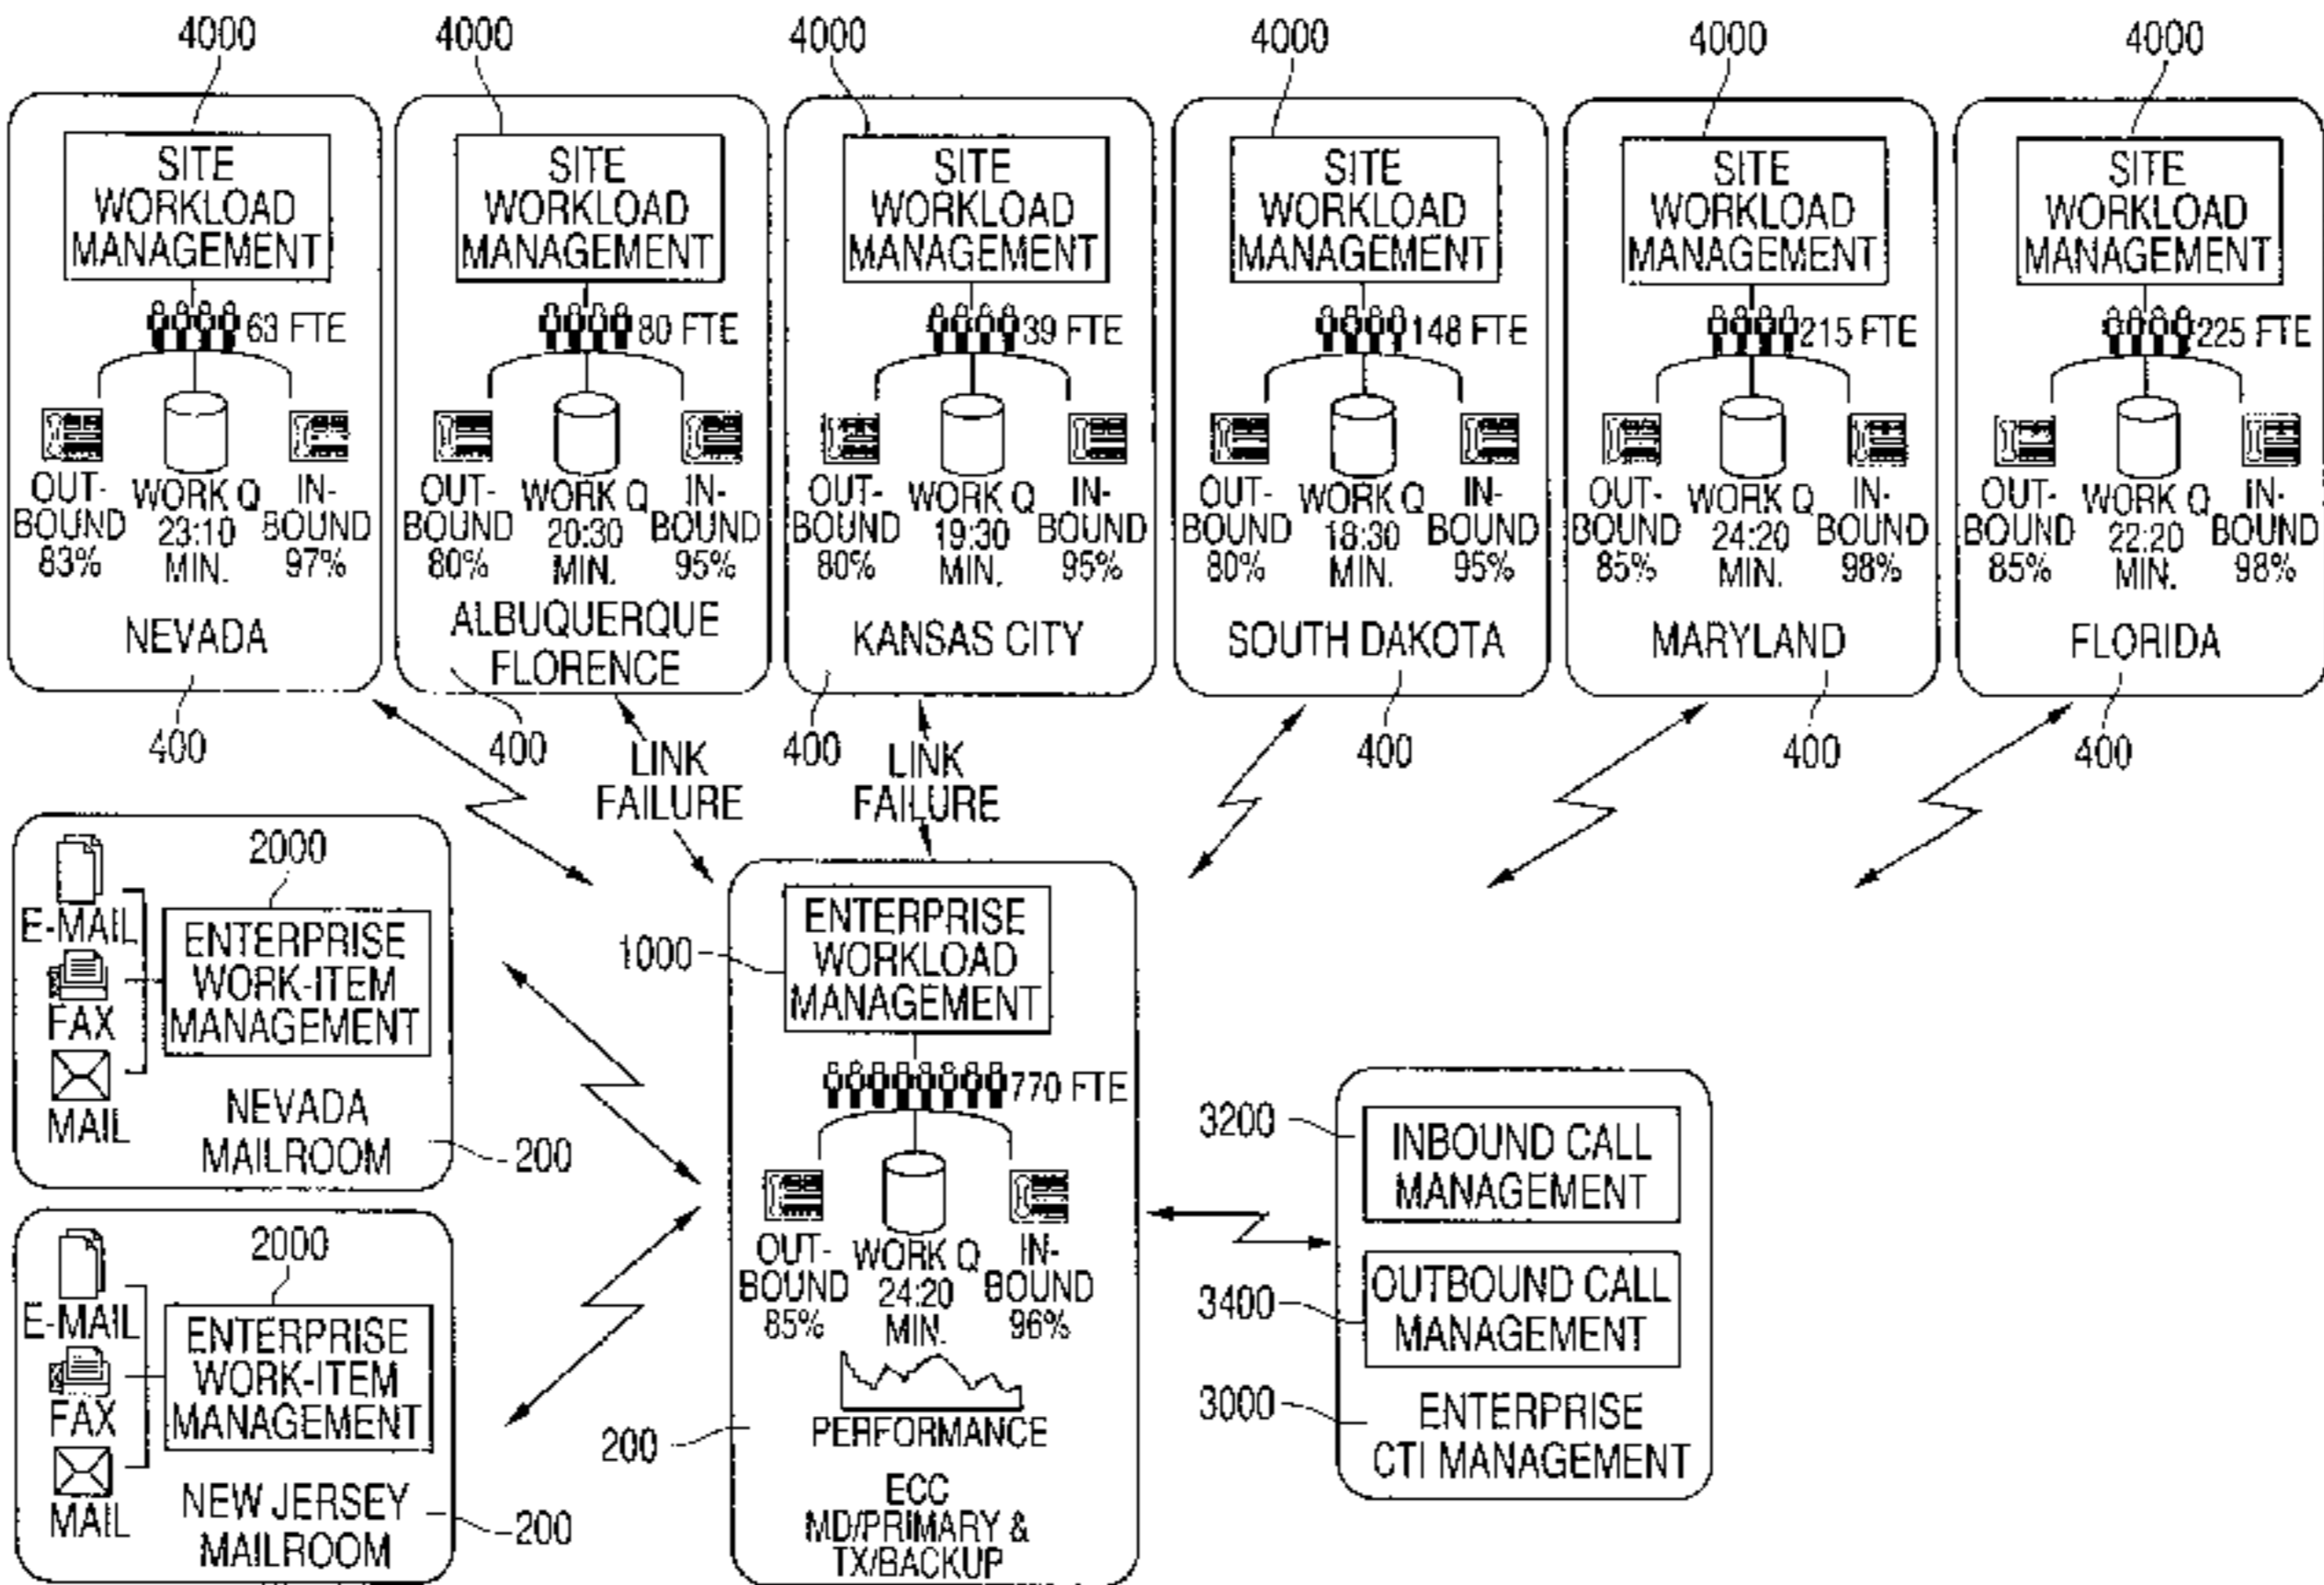 4000
4000
4000
4000
4000
4000
SITE
WORKLOAD
MANAGEMENT
63 FTE
OUT-
BOUND
83%
WORK Q
23:10
MIN.
IN-
BOUND
97%
NEVADA
400
SITE
WORKLOAD
MANAGEMENT
80 FTE
OUT-
BOUND
80%
WORK Q
20:30
MIN.
IN-
BOUND
95%
ALBUQUERQUE
FLORENCE
400
SITE
WORKLOAD
MANAGEMENT
39 FTE
OUT-
BOUND
80%
WORK Q
19:30
MIN.
IN-
BOUND
95%
KANSAS CITY
400
SITE
WORKLOAD
MANAGEMENT
148 FTE
OUT-
BOUND
80%
WORK Q
18:30
MIN.
IN-
BOUND
95%
SOUTH DAKOTA
400
SITE
WORKLOAD
MANAGEMENT
215 FTE
OUT-
BOUND
85%
WORK Q
24:20
MIN.
IN-
BOUND
98%
MARYLAND
400
SITE
WORKLOAD
MANAGEMENT
225 FTE
OUT-
BOUND
85%
WORK Q
22:20
MIN.
IN-
BOUND
98%
FLORIDA
400
LINK
FAILURE
LINK
FAILURE
2000
E-MAIL
FAX
MAIL
ENTERPRISE
WORK-ITEM
MANAGEMENT
NEVADA
MAILROOM
200
2000
E-MAIL
FAX
MAIL
ENTERPRISE
WORK-ITEM
MANAGEMENT
NEW JERSEY
MAILROOM
200
1000
ENTERPRISE
WORKLOAD
MANAGEMENT
770 FTE
OUT-
BOUND
85%
WORK Q
24:20
MIN.
IN-
BOUND
96%
PERFORMANCE
200
ECC
MD/PRIMARY &
TX/BACKUP
3200
INBOUND CALL
MANAGEMENT
3400
OUTBOUND CALL
MANAGEMENT
3000
ENTERPRISE
CTI MANAGEMENT